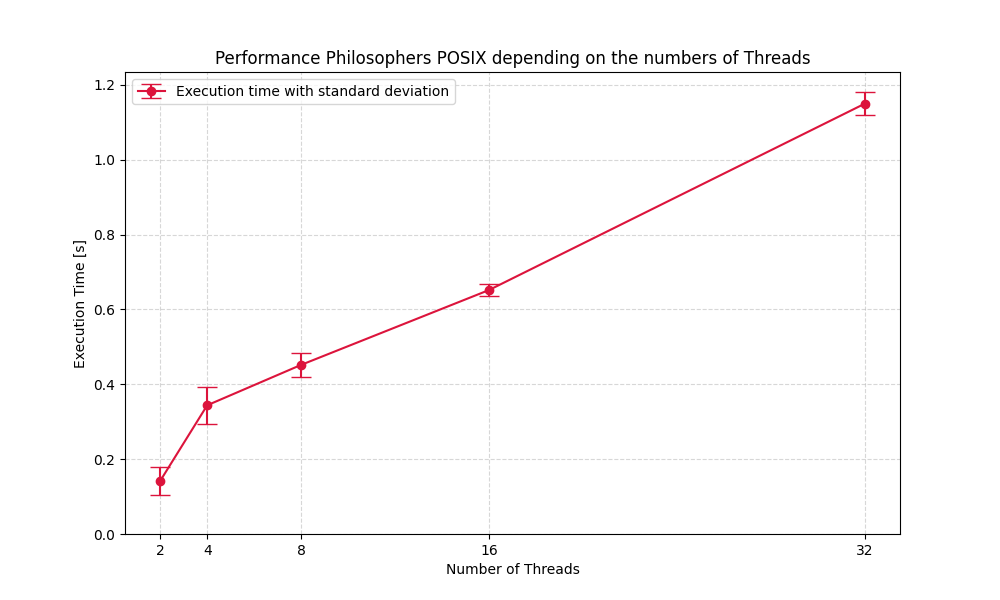 Performance Philosophers POSIX depending on the numbers of Threads
Execution time with standard deviation
Execution Time [s]
1.2
1.0
0.8
0.6
0.4
0.2
0.0
2 4 8 16 32
Number of Threads